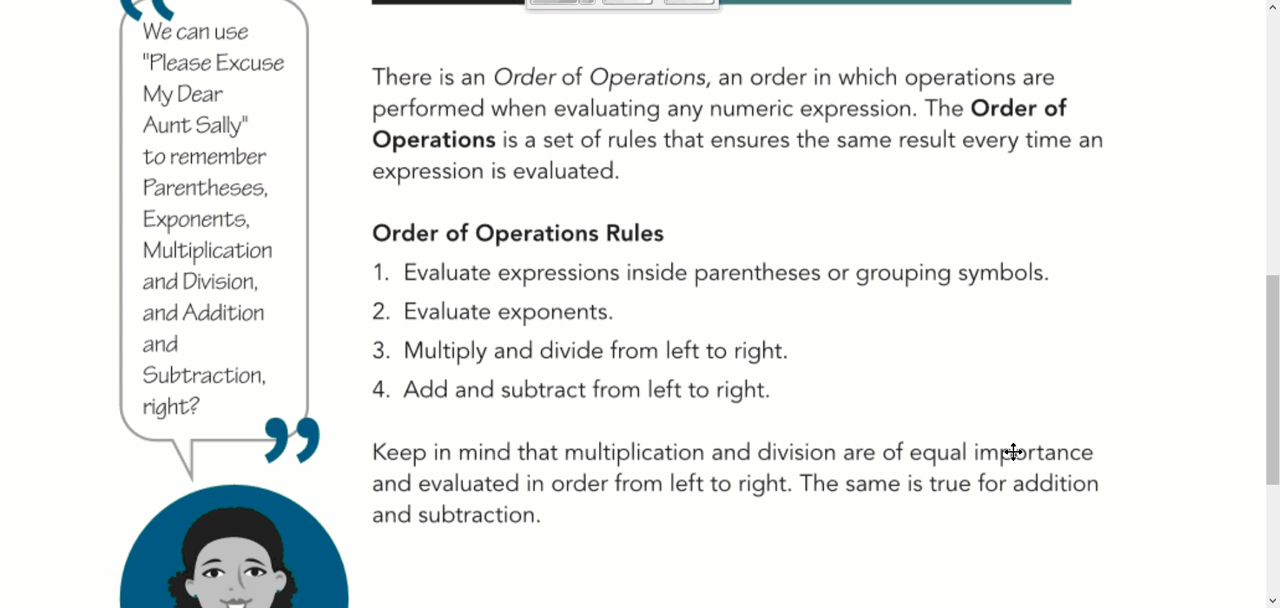 We can use
"Please Excuse
My Dear
Aunt Sally"
to remember
Parentheses,
Exponents,
Multiplication
and Division,
and Addition
and
Subtraction,
right?
There is an Order of Operations, an order in which operations are
performed when evaluating any numeric expression. The Order of
Operations is a set of rules that ensures the same result every time an
expression is evaluated.
Order of Operations Rules
1. Evaluate expressions inside parentheses or grouping symbols.
2. Evaluate exponents.
3. Multiply and divide from left to right.
4. Add and subtract from left to right.
Keep in mind that multiplication and division are of equal importance
and evaluated in order from left to right. The same is true for addition
and subtraction.